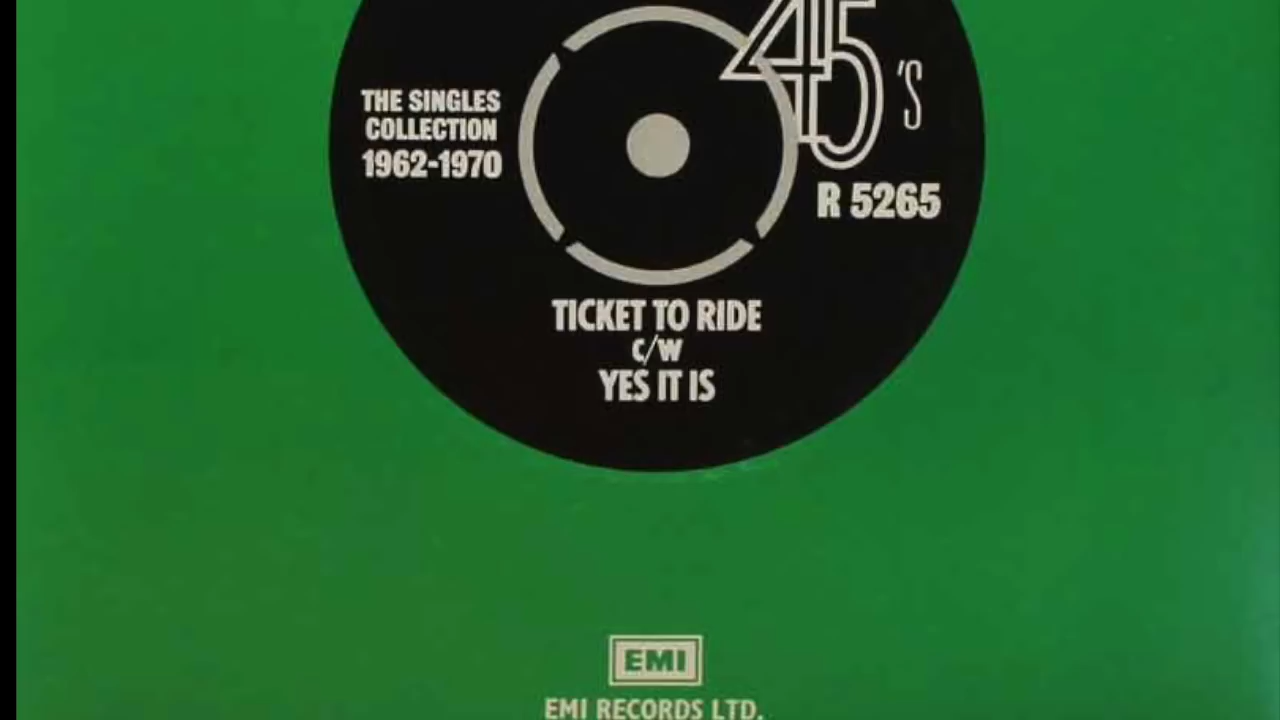 45's
THE SINGLES
COLLECTION
1962-1970
R 5265
TICKET TO RIDE
c/w
YES IT IS
EMI
EMI RECORDS LTD.